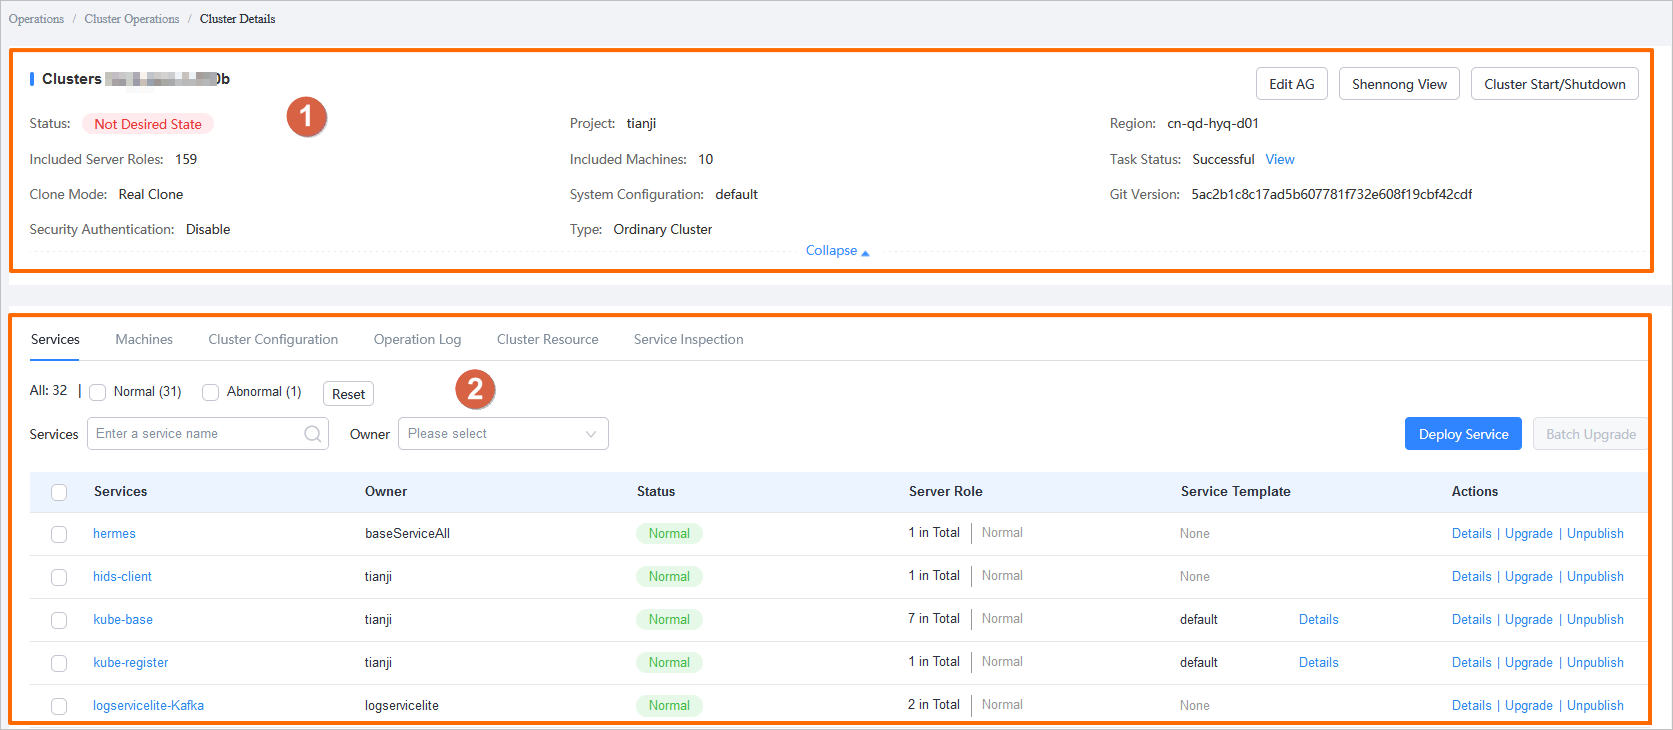 Operations / Cluster Operations / Cluster Details
Clusters 0b
Edit AG
Shennong View
Cluster Start/Shutdown
1
Status: Not Desired State
Project: tianji
Region: cn-qd-hyq-d01
Included Server Roles: 159
Included Machines: 10
Task Status: Successful View
Clone Mode: Real Clone
System Configuration: default
Git Version: 5ac2b1c8c17ad5b607781f732e608f19cbf42cdf
Security Authentication: Disable
Type: Ordinary Cluster
Collapse
Services Machines Cluster Configuration Operation Log Cluster Resource Service Inspection
All: 32 | Normal (31) Abnormal (1) Reset
2
Services Enter a service name Owner Please select Deploy Service Batch Upgrade
Services Owner Status Server Role Service Template Actions
hermes baseServiceAll Normal 1 in Total Normal None Details | Upgrade | Unpublish
hids-client tianji Normal 1 in Total Normal None Details | Upgrade | Unpublish
kube-base tianji Normal 7 in Total Normal default Details Details | Upgrade | Unpublish
kube-register tianji Normal 1 in Total Normal default Details Details | Upgrade | Unpublish
logservicelite-Kafka logservicelite Normal 2 in Total Normal None Details | Upgrade | Unpublish